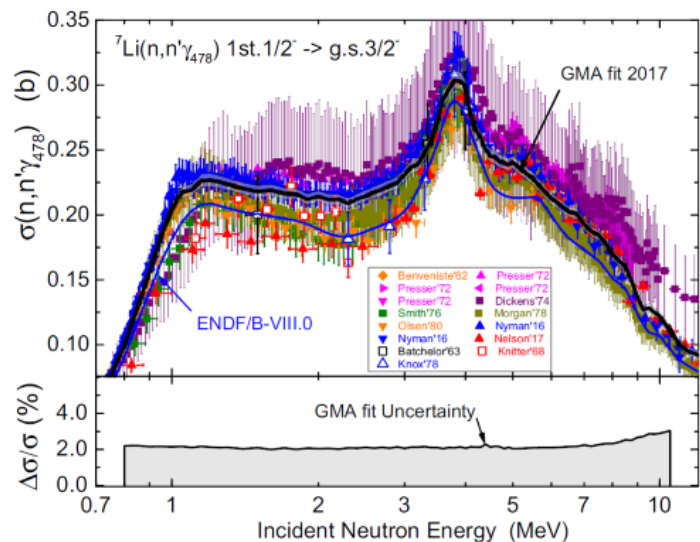 ⁷Li(n,n'γ₄₇₈) 1st.1/2⁻ -> g.s.3/2⁻
GMA fit 2017
σ(n,n'γ₄₇₈) (b)
0.35
0.30
0.25
0.20
0.15
0.10
ENDF/B-VIII.0
Benveniste'62 Presser'72
Presser'72 Presser'72
Presser'72 Dickens'74
Smith'76 Morgan'78
Olsen'80 Nyman'16
Nyman'16 Nelson'17
Batchelor'63 Knitter'68
Knox'78
Δσ/σ (%)
4.0
2.0
0.0
GMA fit Uncertainty
0.7 1 2 3 4 5 7 10
Incident Neutron Energy (MeV)